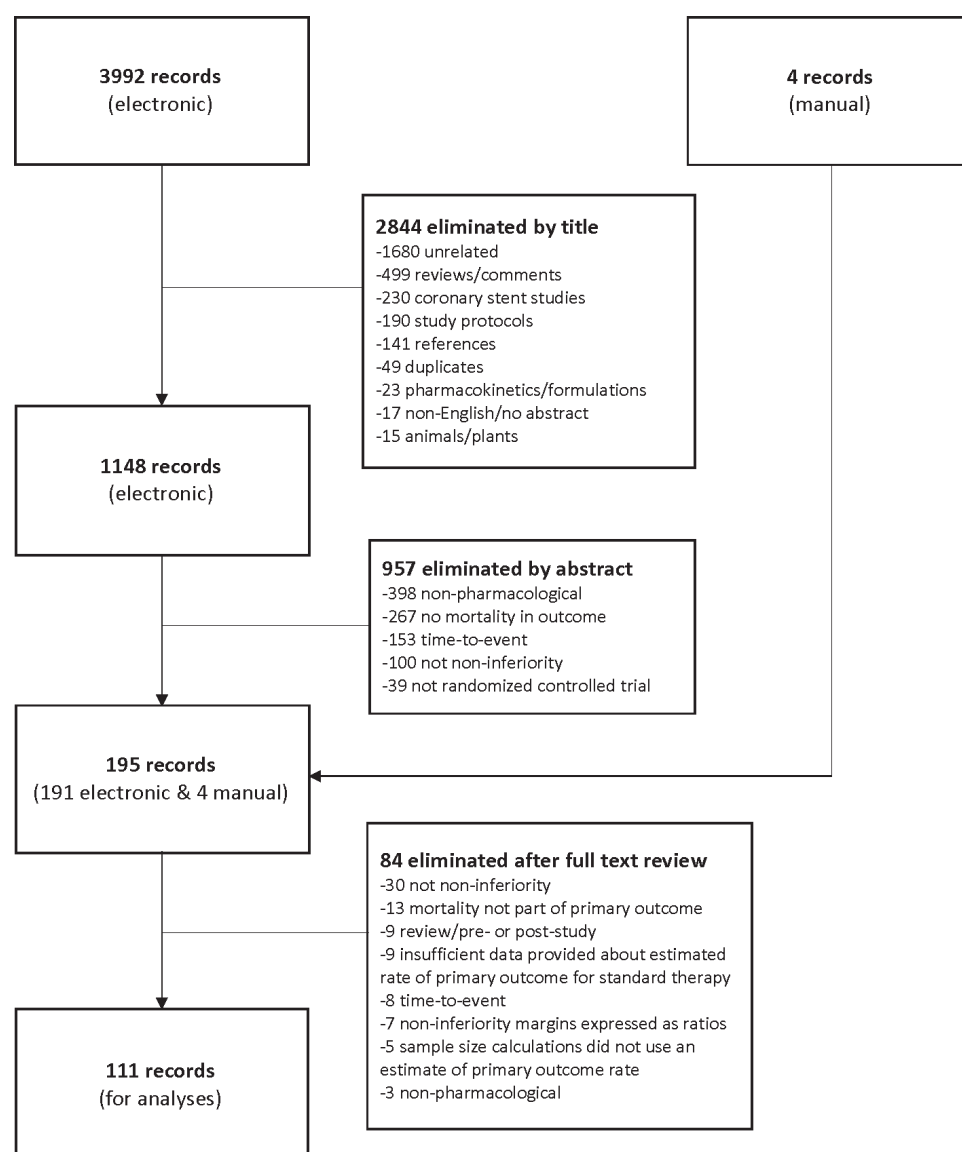 3992 records
(electronic)
4 records
(manual)
2844 eliminated by title
-1680 unrelated
-499 reviews/comments
-230 coronary stent studies
-190 study protocols
-141 references
-49 duplicates
-23 pharmacokinetics/formulations
-17 non-English/no abstract
-15 animals/plants
1148 records
(electronic)
957 eliminated by abstract
-398 non-pharmacological
-267 no mortality in outcome
-153 time-to-event
-100 not non-inferiority
-39 not randomized controlled trial
195 records
(191 electronic & 4 manual)
84 eliminated after full text review
-30 not non-inferiority
-13 mortality not part of primary outcome
-9 review/pre- or post-study
-9 insufficient data provided about estimated
rate of primary outcome for standard therapy
-8 time-to-event
-7 non-inferiority margins expressed as ratios
-5 sample size calculations did not use an
estimate of primary outcome rate
-3 non-pharmacological
111 records
(for analyses)